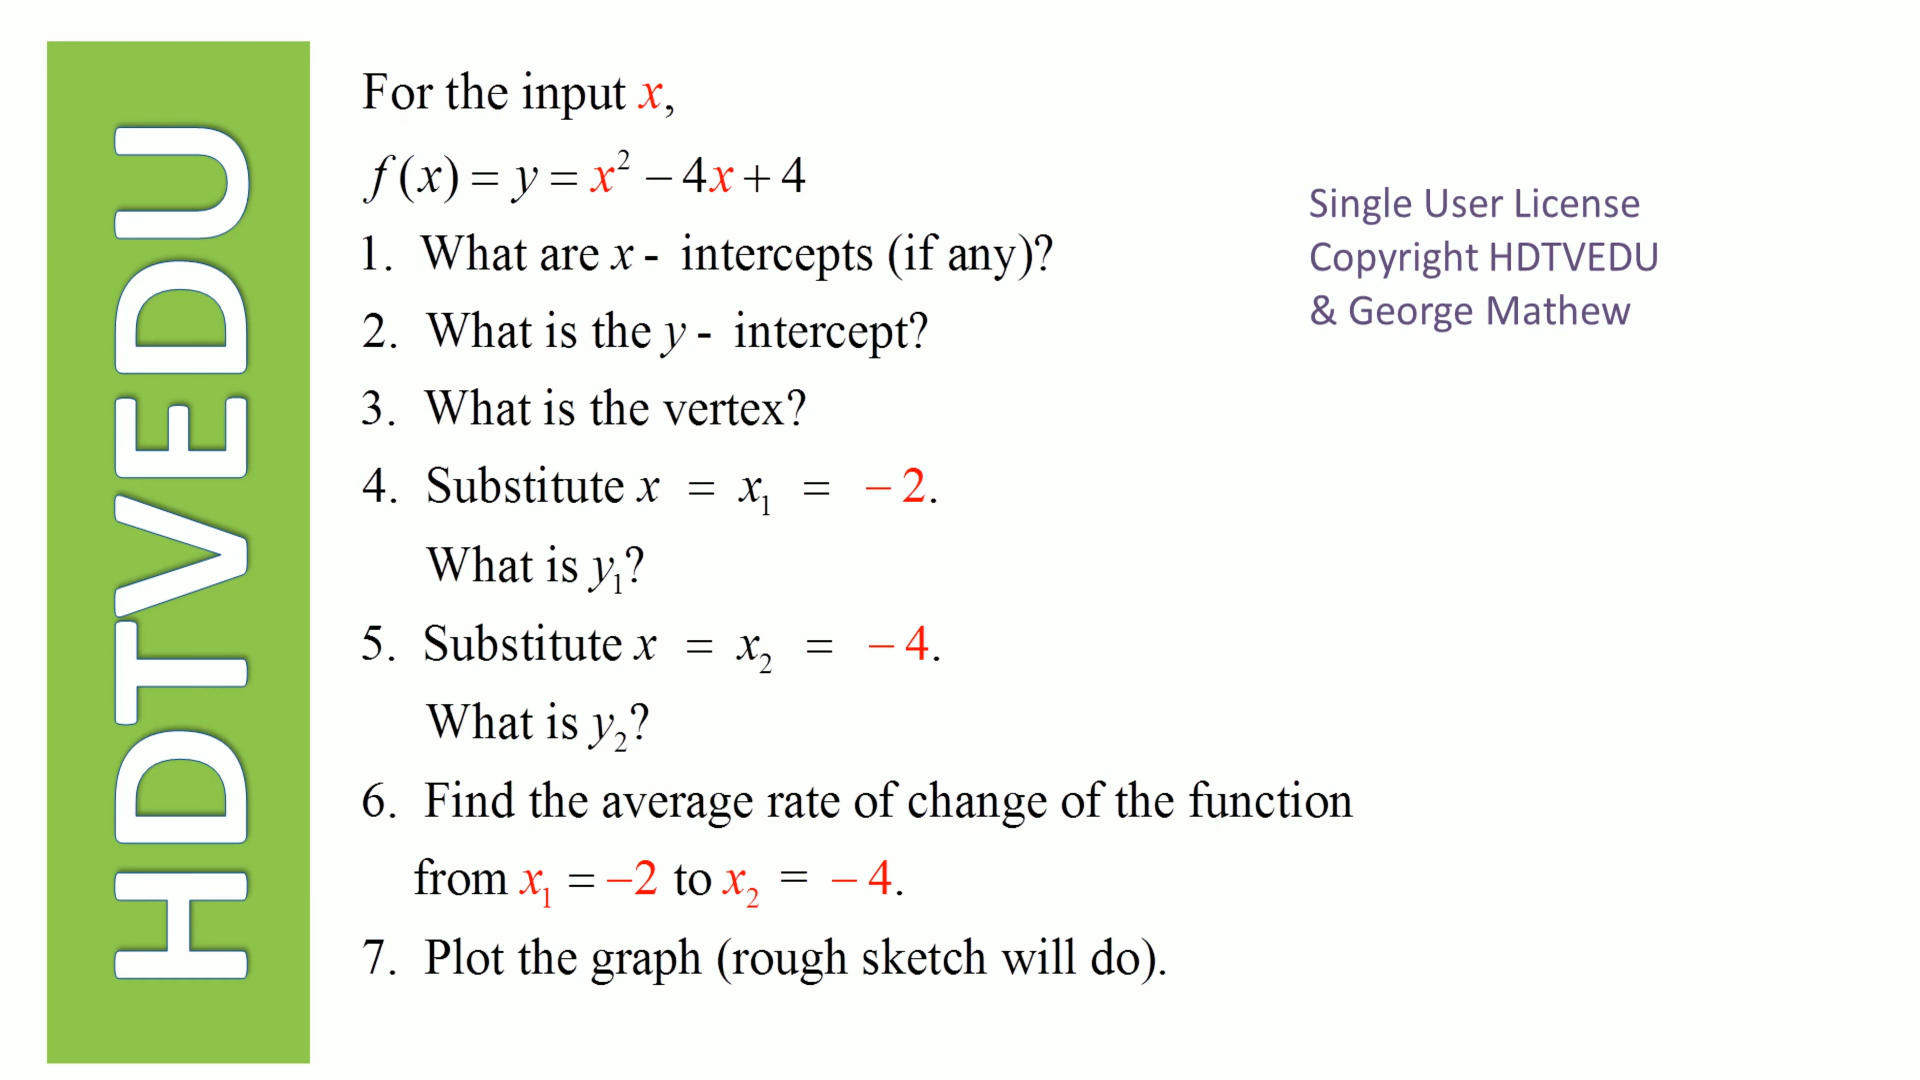 HDTVEDU
For the input x,
f(x) = y = x² − 4x + 4
1. What are x - intercepts (if any)?
2. What is the y - intercept?
3. What is the vertex?
4. Substitute x = x₁ = − 2.
What is y₁?
5. Substitute x = x₂ = − 4.
What is y₂?
6. Find the average rate of change of the function
from x₁ = −2 to x₂ = − 4.
7. Plot the graph (rough sketch will do).
Single User License
Copyright HDTVEDU
& George Mathew